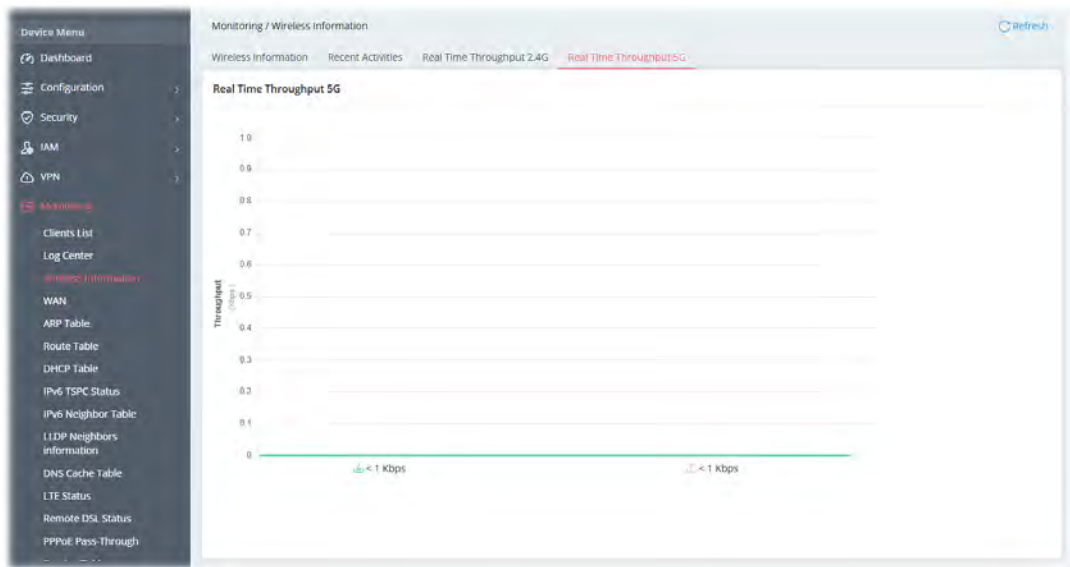 Device Menu
Dashboard
Configuration
Security
IAM
VPN
Monitoring
Clients List
Log Center
Wireless Information
WAN
ARP Table
Route Table
DHCP Table
IPv6 TSPC Status
IPv6 Neighbor Table
LLDP Neighbors
information
DNS Cache Table
LTE Status
Remote DSL Status
PPPoE Pass-Through
Monitoring / Wireless Information
Refresh
Wireless Information Recent Activities Real Time Throughput 2.4G Real Time Throughput 5G
Real Time Throughput 5G
1.0
0.9
0.8
0.7
0.6
0.5
0.4
0.3
0.2
0.1
0
Throughput
(Kbps)
< 1 Kbps
< 1 Kbps